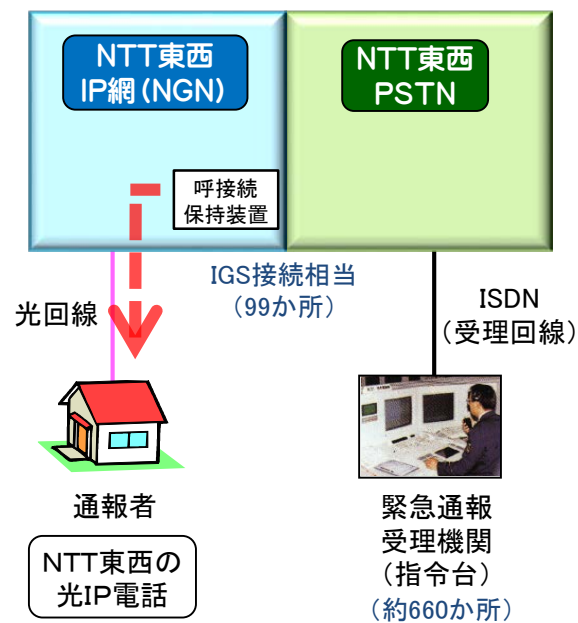 NTT東西
IP網(NGN)
NTT東西
PSTN
呼接続
保持装置
IGS接続相当
(99か所)
光回線
ISDN
(受理回線)
通報者
NTT東西の
光IP電話
緊急通報
受理機関
(指令台)
(約660か所)